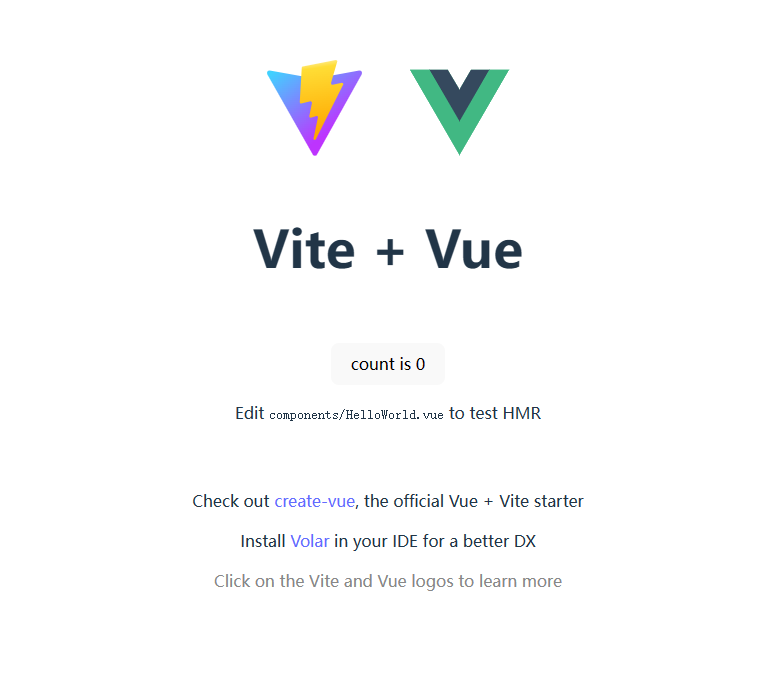 Vite + Vue
count is 0
Edit components/HelloWorld.vue to test HMR
Check out create-vue, the official Vue + Vite starter
Install Volar in your IDE for a better DX
Click on the Vite and Vue logos to learn more